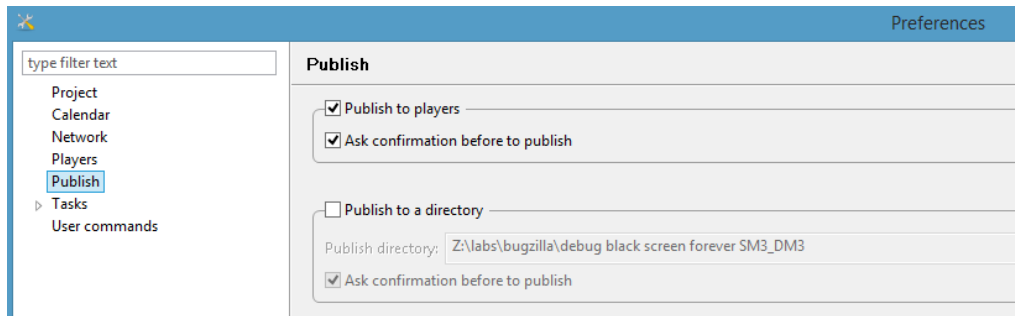 Preferences
type filter text
Project
Calendar
Network
Players
Publish
Tasks
User commands
Publish
Publish to players
Ask confirmation before to publish
Publish to a directory
Publish directory: Z:\labs\bugzilla\debug black screen forever SM3_DM3
Ask confirmation before to publish